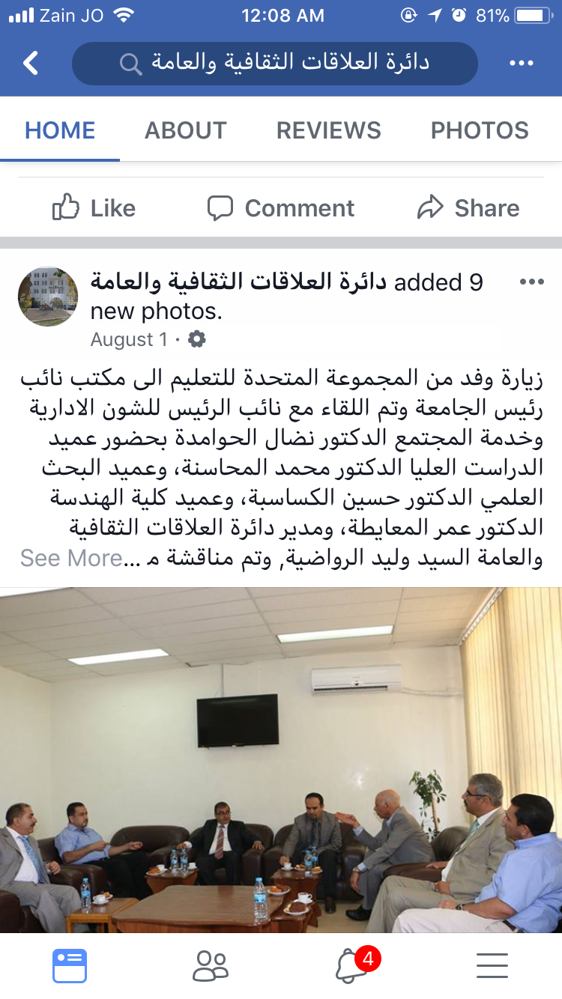 Zain JO
12:08 AM
81%
دائرة العلاقات الثقافية والعامة
HOME ABOUT REVIEWS PHOTOS
Like Comment Share
دائرة العلاقات الثقافية والعامة added 9
new photos.
August 1 ·
زيارة وفد من المجموعة المتحدة للتعليم الى مكتب نائب
رئيس الجامعة وتم اللقاء مع نائب الرئيس للشون الادارية
وخدمة المجتمع الدكتور نضال الحوامدة بحضور عميد
الدراست العليا الدكتور محمد المحاسنة، وعميد البحث
العلمي الدكتور حسين الكساسبة، وعميد كلية الهندسة
الدكتور عمر المعايطة، ومدير دائرة العلاقات الثقافية
والعامة السيد وليد الرواضية, وتم مناقشة م ... See More
4